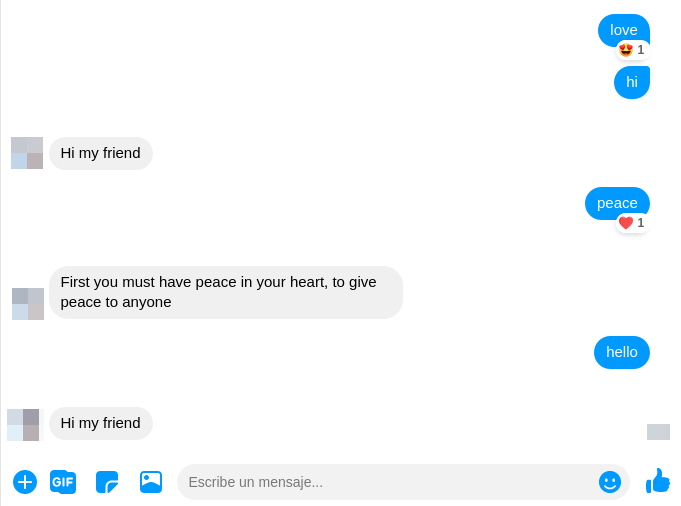 love
1
hi
Hi my friend
peace
1
First you must have peace in your heart, to give
peace to anyone
hello
Hi my friend
GIF
Escribe un mensaje...